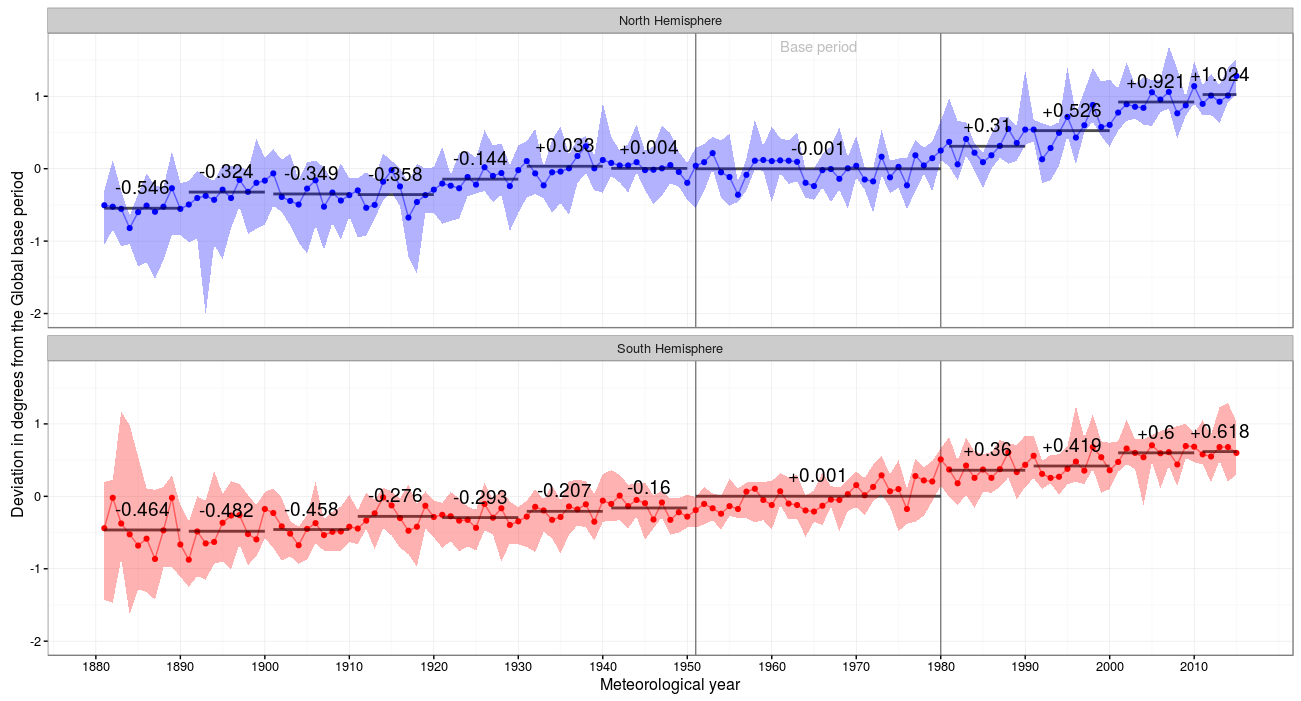 North Hemisphere
Base period
-0.546 -0.324 -0.349 -0.358 -0.144 +0.033 +0.004 -0.001 +0.31 +0.526 +0.921 +1.024
1
0
-1
-2
Deviation in degrees from the Global base period
South Hemisphere
-0.464 -0.482 -0.458 -0.276 -0.293 -0.207 -0.16 +0.001 +0.36 +0.419 +0.6 +0.618
1
0
-1
-2
1880 1890 1900 1910 1920 1930 1940 1950 1960 1970 1980 1990 2000 2010
Meteorological year